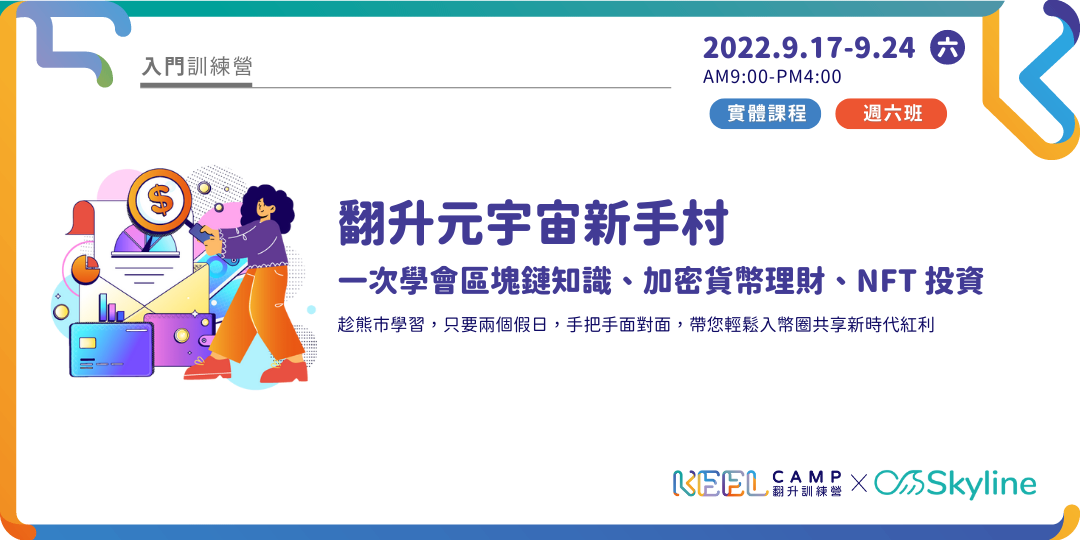 入門訓練營
2022.9.17-9.24 六
AM9:00-PM4:00
實體課程 週六班
翻升元宇宙新手村
一次學會區塊鏈知識、加密貨幣理財、NFT 投資
趁熊市學習，只要兩個假日，手把手面對面，帶您輕鬆入幣圈共享新時代紅利
KEEL CAMP 翻升訓練營 × Skyline